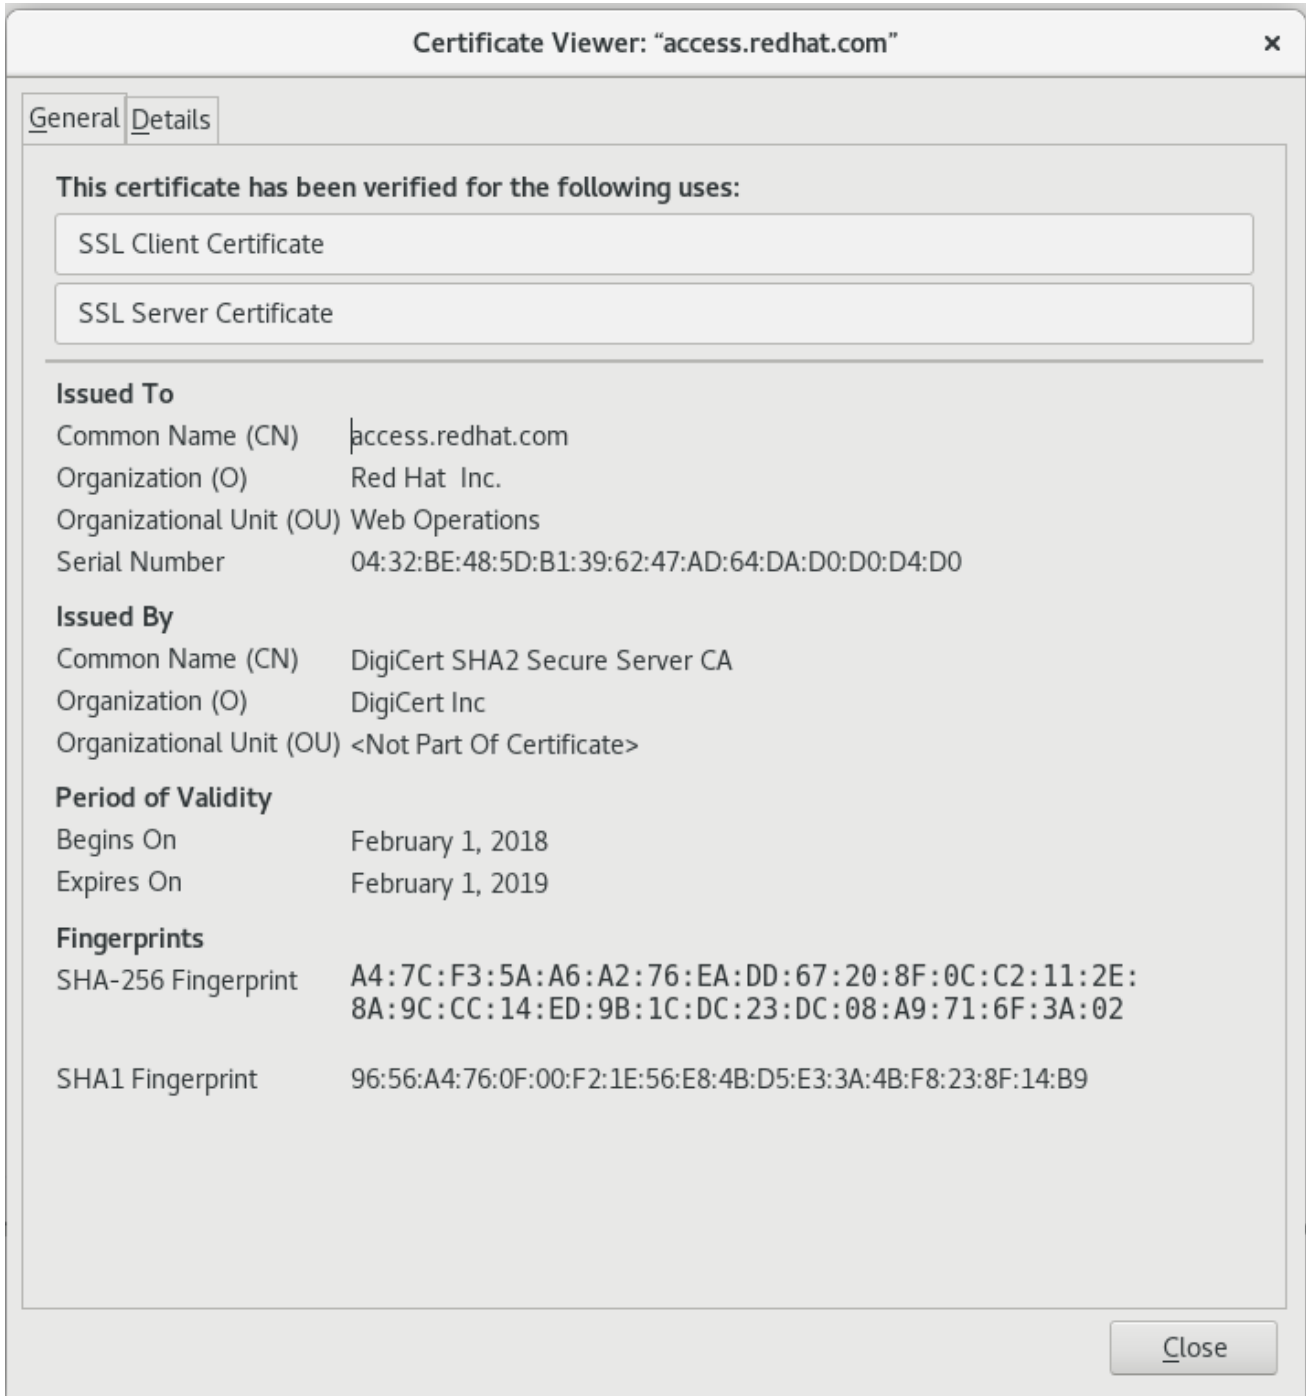 Certificate Viewer: “access.redhat.com”
×
General Details
This certificate has been verified for the following uses:
SSL Client Certificate
SSL Server Certificate
Issued To
Common Name (CN) access.redhat.com
Organization (O) Red Hat  Inc.
Organizational Unit (OU) Web Operations
Serial Number 04:32:BE:48:5D:B1:39:62:47:AD:64:DA:D0:D0:D4:D0
Issued By
Common Name (CN) DigiCert SHA2 Secure Server CA
Organization (O) DigiCert Inc
Organizational Unit (OU) <Not Part Of Certificate>
Period of Validity
Begins On February 1, 2018
Expires On February 1, 2019
Fingerprints
SHA-256 Fingerprint A4:7C:F3:5A:A6:A2:76:EA:DD:67:20:8F:0C:C2:11:2E:
8A:9C:CC:14:ED:9B:1C:DC:23:DC:08:A9:71:6F:3A:02
SHA1 Fingerprint 96:56:A4:76:0F:00:F2:1E:56:E8:4B:D5:E3:3A:4B:F8:23:8F:14:B9
Close